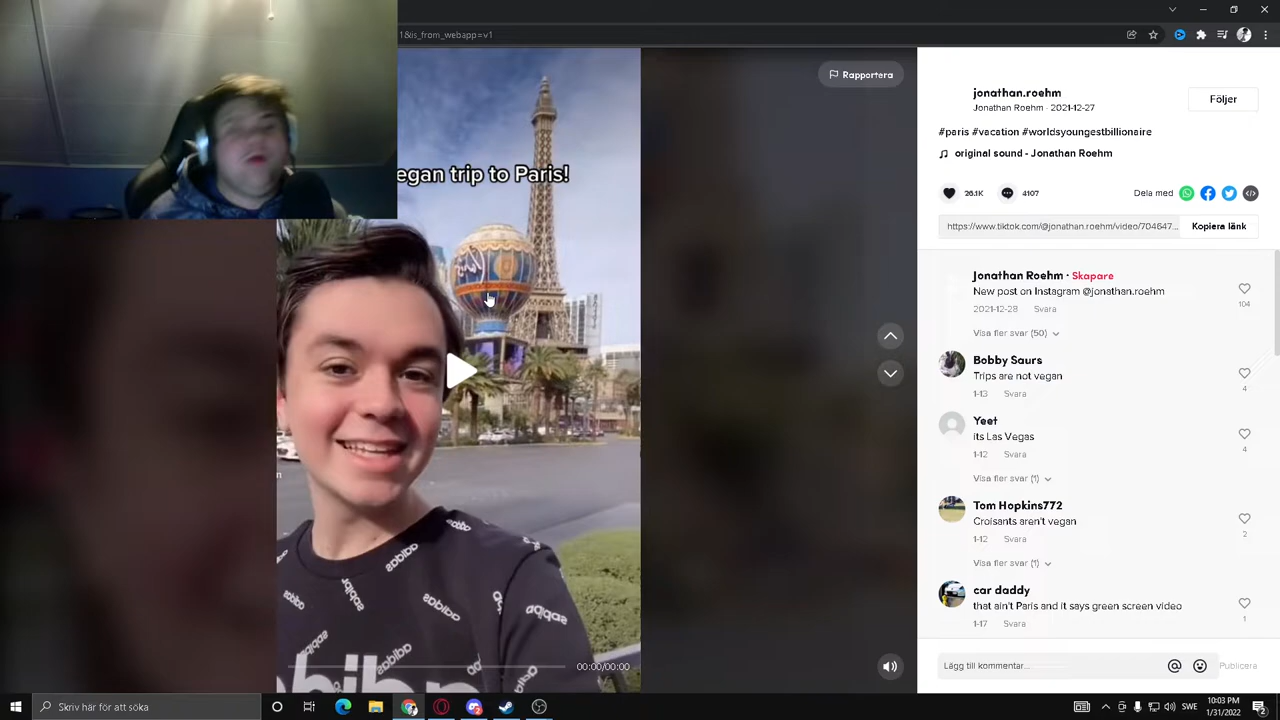 1&is_from_webapp=v1
egan trip to Paris!
Rapportera
jonathan.roehm
Jonathan Roehm · 2021-12-27
Följer
#paris #vacation #worldsyoungestbillionaire
original sound - Jonathan Roehm
26.1K
4107
Dela med
https://www.tiktok.com/@jonathan.roehm/video/704647...
Kopiera länk
Jonathan Roehm · Skapare
New post on Instagram @jonathan.roehm
2021-12-28 Svara
104
Visa fler svar (50)
Bobby Saurs
Trips are not vegan
1-13 Svara
4
Yeet
its Las Vegas
1-12 Svara
4
Visa fler svar (1)
Tom Hopkins772
Croisants aren't vegan
1-12 Svara
2
Visa fler svar (1)
car daddy
that ain't Paris and it says green screen video
1-17 Svara
1
adidas
00:00/00:00
Lägg till kommentar...
Publicera
Skriv här för att söka
SWE
10:03 PM
1/31/2022
2